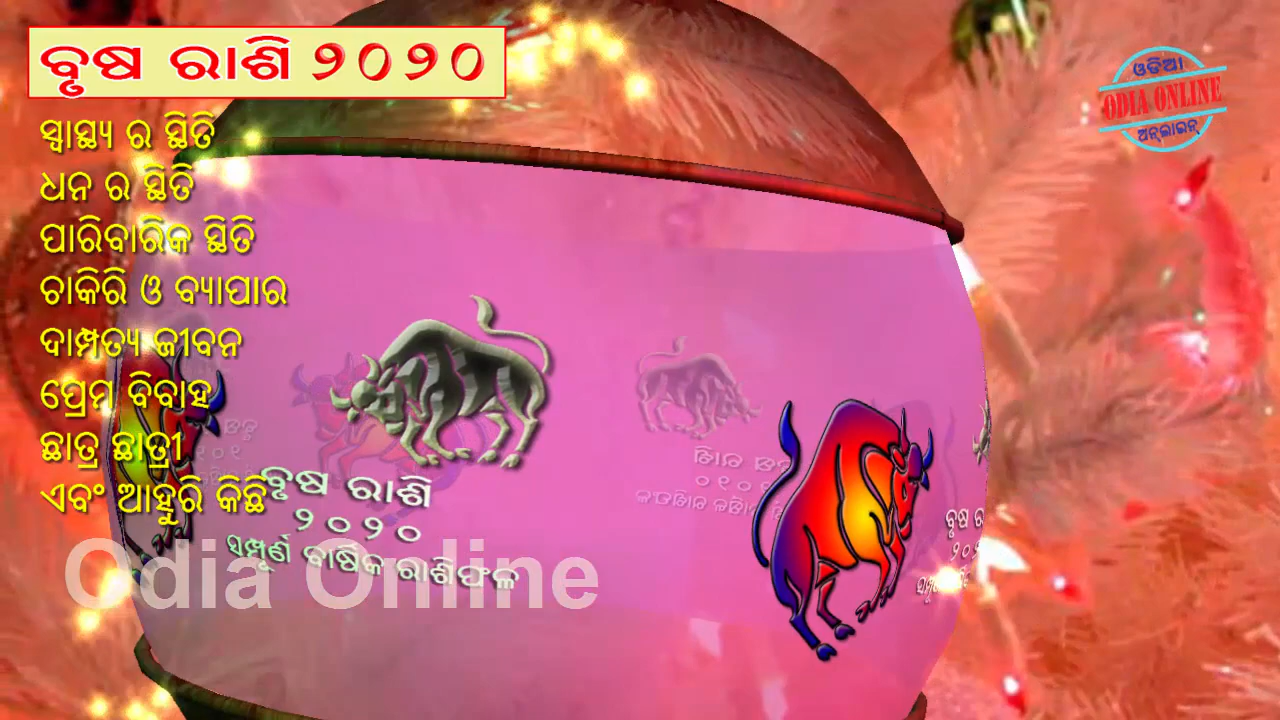 ବୃଷ ରାଶି ୨୦୨୦
ସ୍ୱାସ୍ଥ୍ୟ ର ସ୍ଥିତି
ଧନ ର ସ୍ଥିତି
ପାରିବାରିକ ସ୍ଥିତି
ଚାକିରି ଓ ବ୍ୟାପାର
ଦାମ୍ପତ୍ୟ ଜୀବନ
ପ୍ରେମ ବିବାହ
ଛାତ୍ର ଛାତ୍ରୀ
ଏବଂ ଆହୁରି କିଛି
ଓଡିଆ
ODIA ONLINE
ଅନ୍‌ଲାଇନ୍
ବୃଷ ରାଶି
୨୦୨୦
ସମ୍ପୂର୍ଣ ବାର୍ଷିକ ରାଶିଫଳ
Odia Online
ବୃଷ